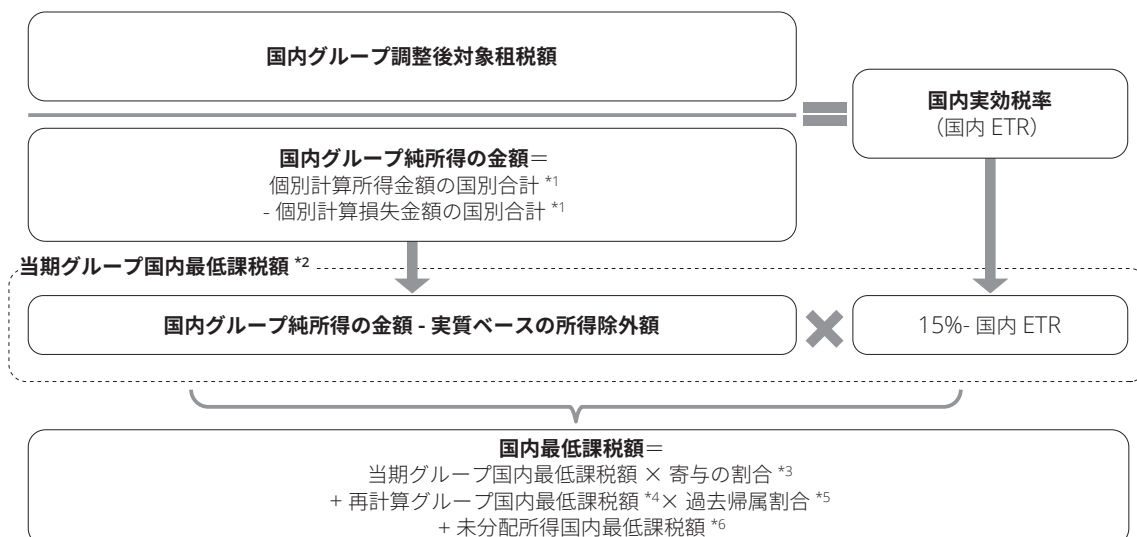 国内グループ調整後対象租税額
国内実効税率
（国内 ETR）
国内グループ純所得の金額＝
個別計算所得金額の国別合計 *1
- 個別計算損失金額の国別合計 *1
当期グループ国内最低課税額 *2
国内グループ純所得の金額 - 実質ベースの所得除外額
15%- 国内 ETR
国内最低課税額＝
当期グループ国内最低課税額 × 寄与の割合 *3
+ 再計算グループ国内最低課税額 *4× 過去帰属割合 *5
+ 未分配所得国内最低課税額 *6